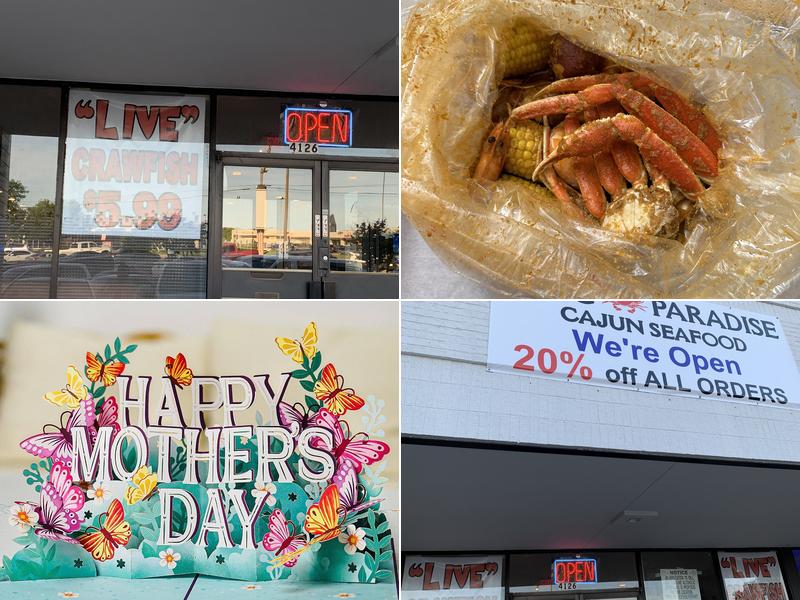 "LIVE"
CRAWFISH
$5.99
OPEN
4126
HAPPY
MOTHER'S
DAY
PARADISE
CAJUN SEAFOOD
We're Open
20% off ALL ORDERS
"LIVE"
OPEN
4126
NOTICE
"LIVE"